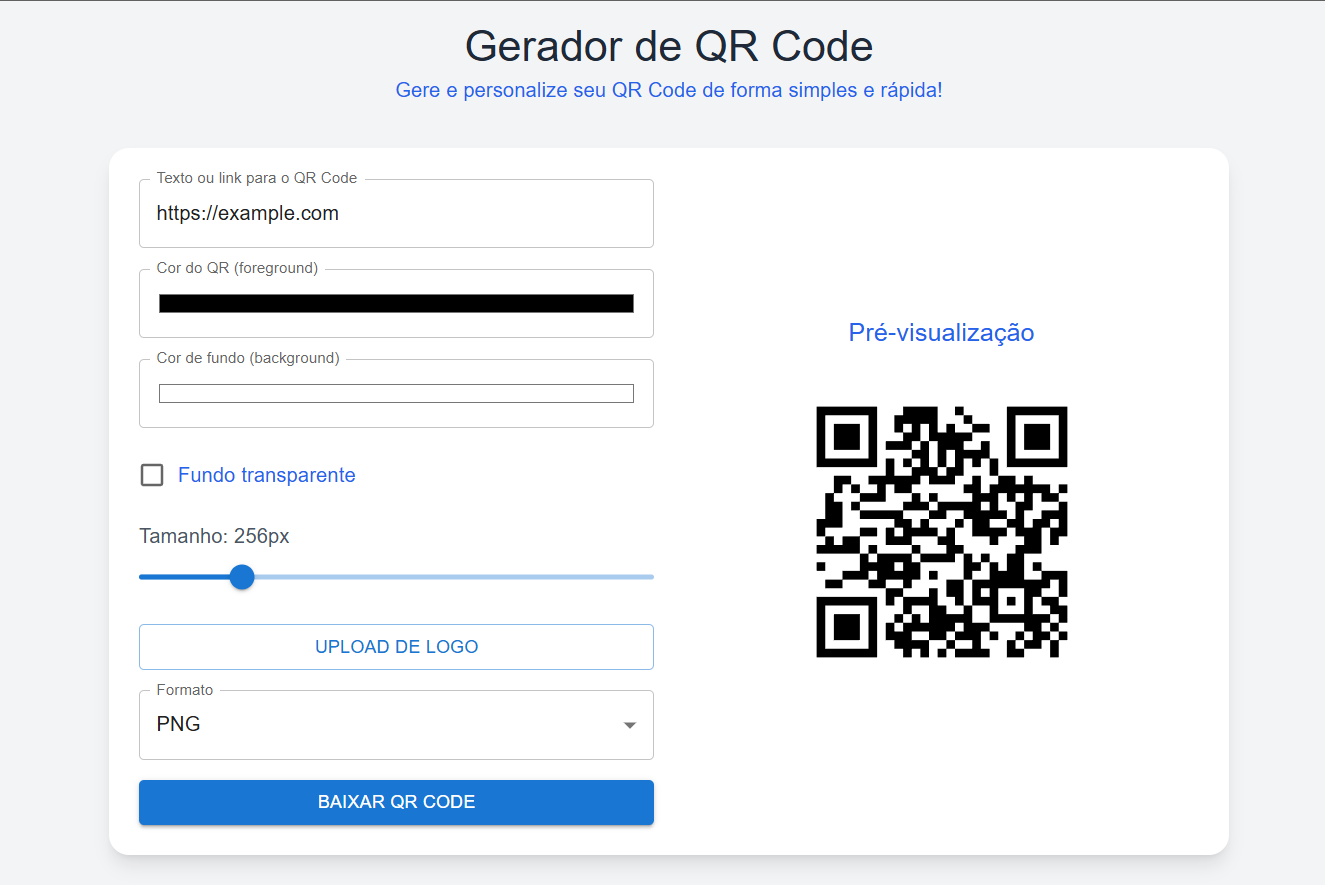 Gerador de QR Code
Gere e personalize seu QR Code de forma simples e rápida!
Texto ou link para o QR Code
https://example.com
Cor do QR (foreground)
Cor de fundo (background)
Fundo transparente
Tamanho: 256px
UPLOAD DE LOGO
Formato
PNG
BAIXAR QR CODE
Pré-visualização